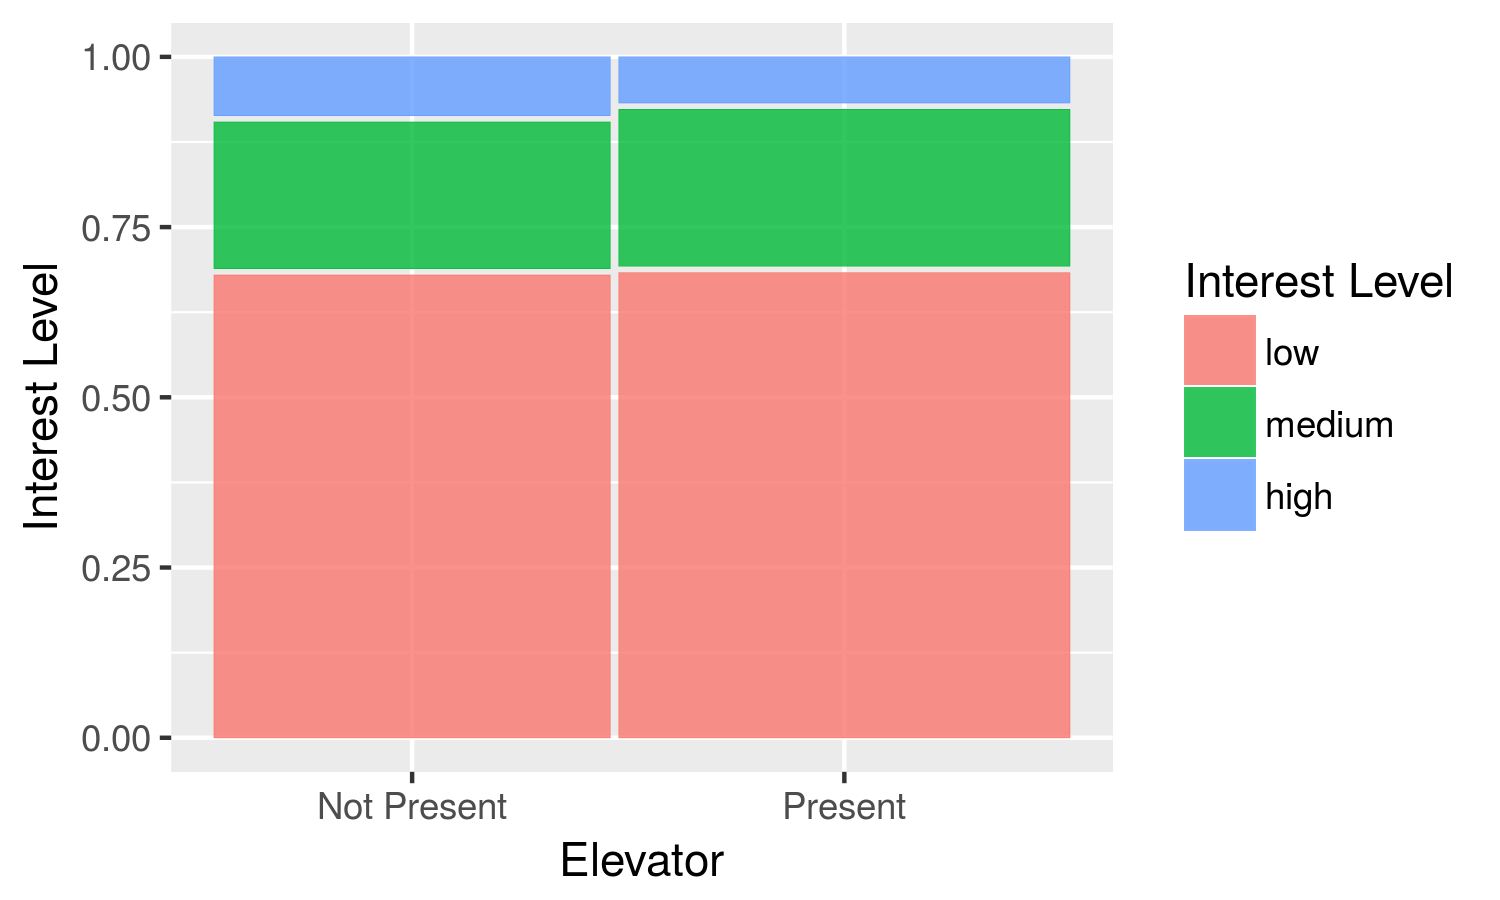 1.00
0.75
0.50
0.25
0.00
Interest Level
Not Present
Present
Elevator
Interest Level
low
medium
high